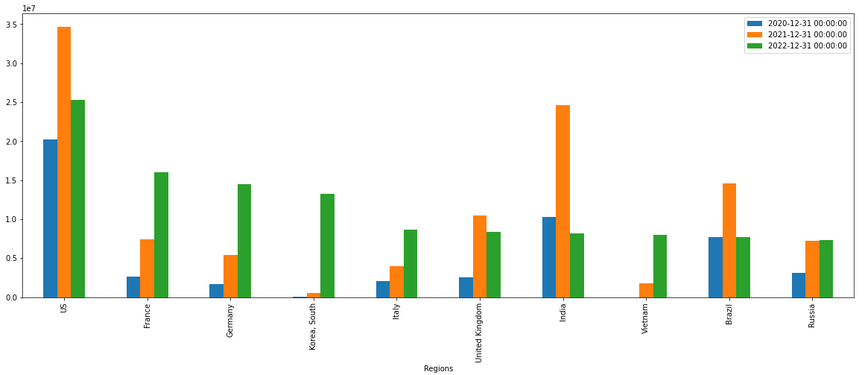 1e7
3.5
3.0
2.5
2.0
1.5
1.0
0.5
0.0
2020-12-31 00:00:00
2021-12-31 00:00:00
2022-12-31 00:00:00
US
France
Germany
Korea, South
Italy
United Kingdom
India
Vietnam
Brazil
Russia
Regions